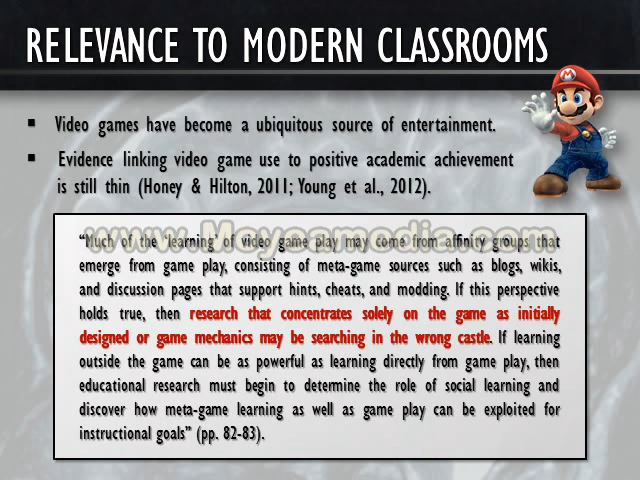 RELEVANCE TO MODERN CLASSROOMS
▪ Video games have become a ubiquitous source of entertainment.
▪ Evidence linking video game use to positive academic achievement
is still thin (Honey & Hilton, 2011; Young et al., 2012).
www.Moyeamedia.com
“Much of the ‘learning’ of video game play may come from affinity groups that
emerge from game play, consisting of meta-game sources such as blogs, wikis,
and discussion pages that support hints, cheats, and modding. If this perspective
holds true, then research that concentrates solely on the game as initially
designed or game mechanics may be searching in the wrong castle. If learning
outside the game can be as powerful as learning directly from game play, then
educational research must begin to determine the role of social learning and
discover how meta-game learning as well as game play can be exploited for
instructional goals” (pp. 82-83).
M